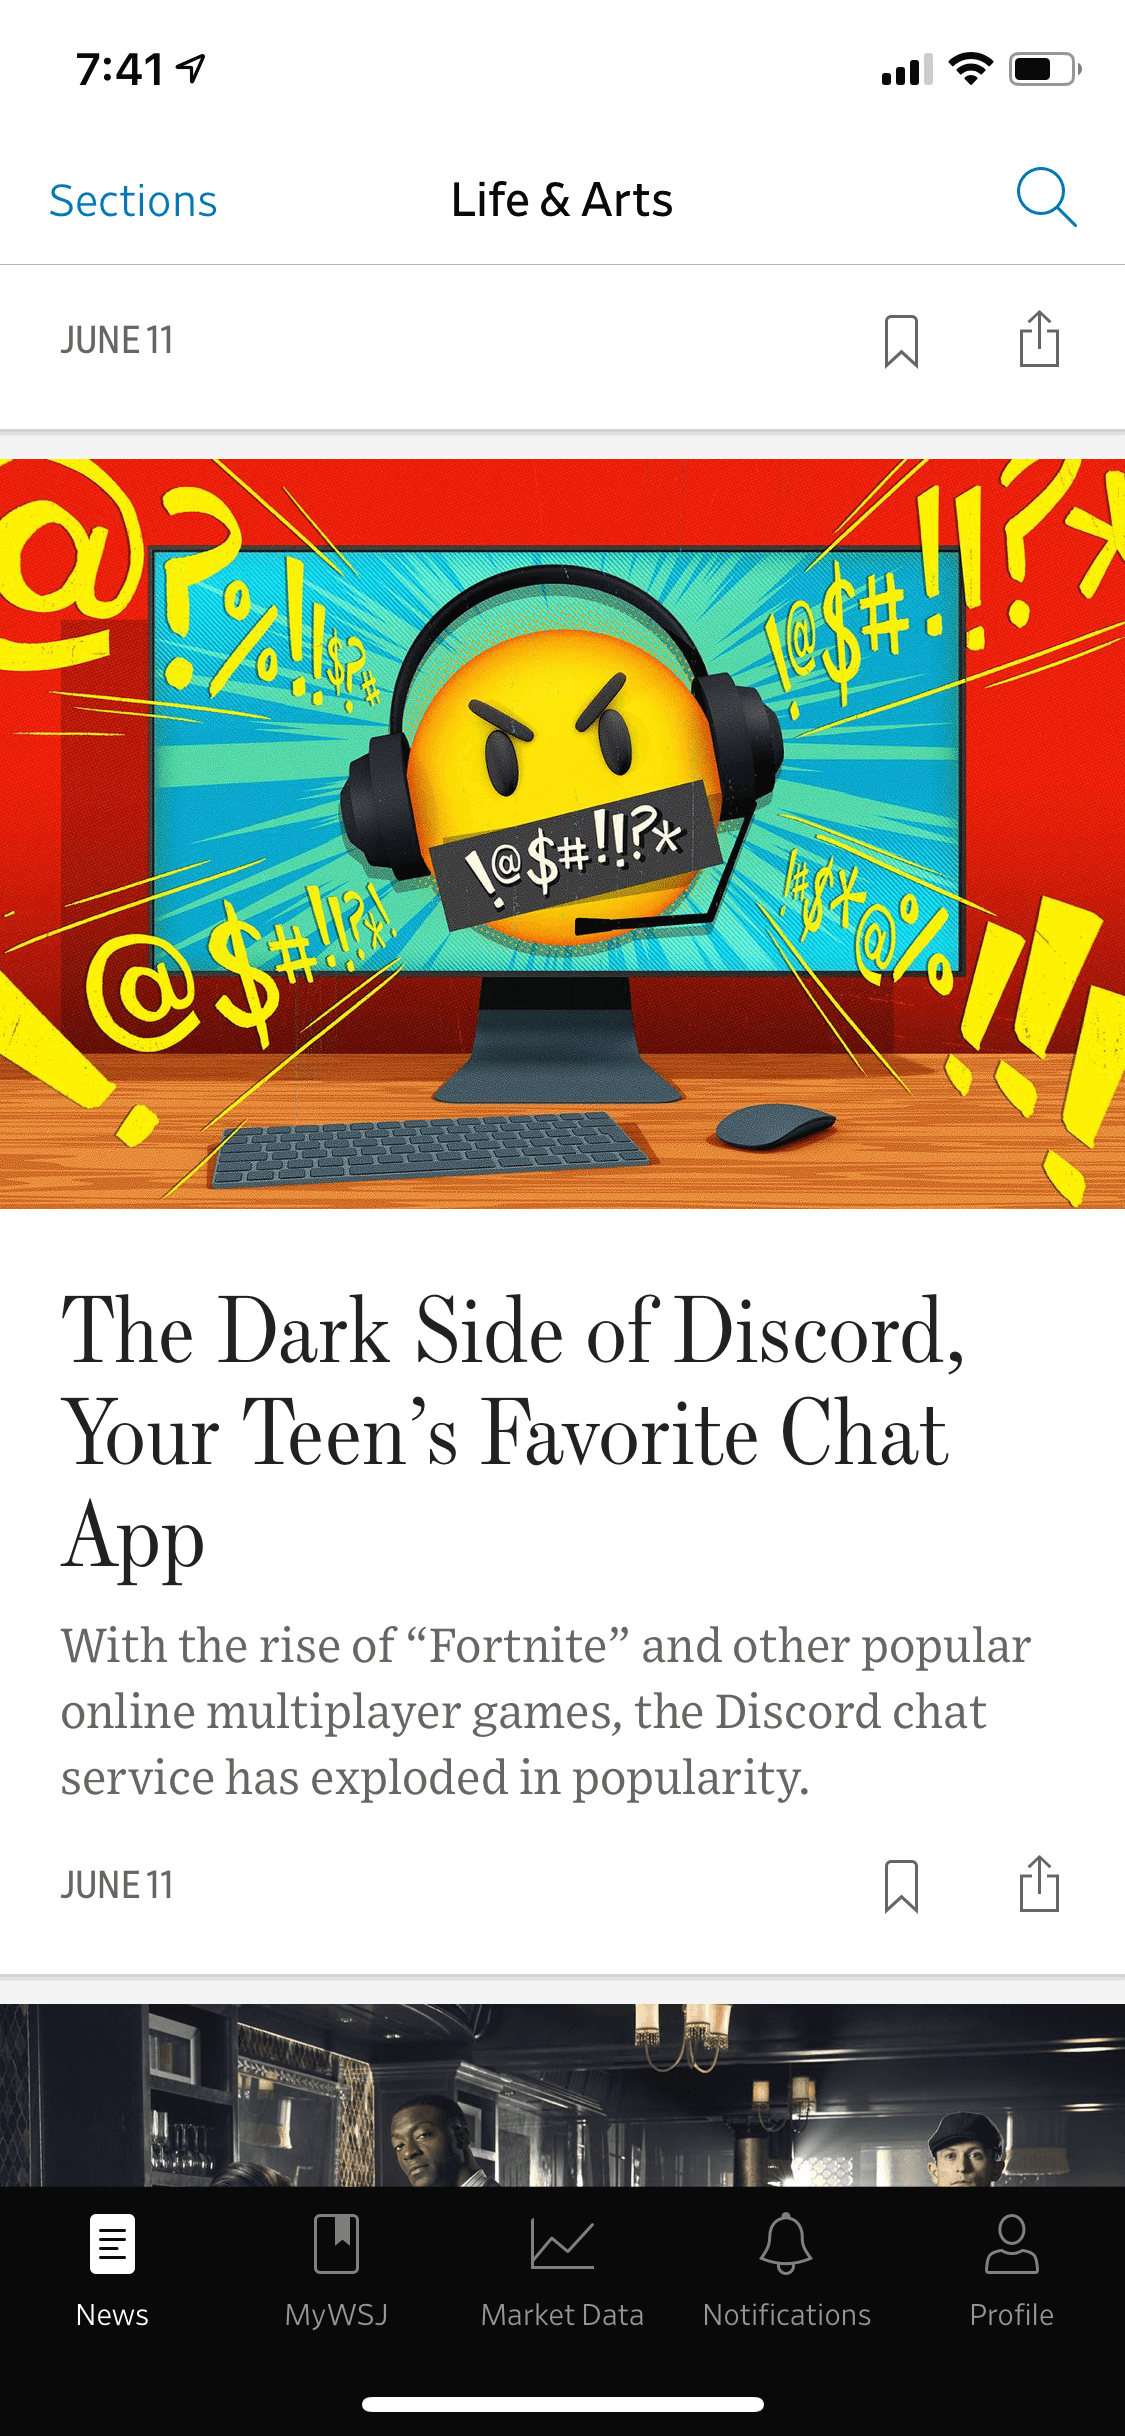 7:41
Sections
Life & Arts
JUNE 11
@?%!!$?#
!@$#!!?*
!@$#!!?*
@$#!!?*!
!#$*@%!!!
The Dark Side of Discord,
Your Teen’s Favorite Chat
App
With the rise of “Fortnite” and other popular
online multiplayer games, the Discord chat
service has exploded in popularity.
JUNE 11
News
MyWSJ
Market Data
Notifications
Profile